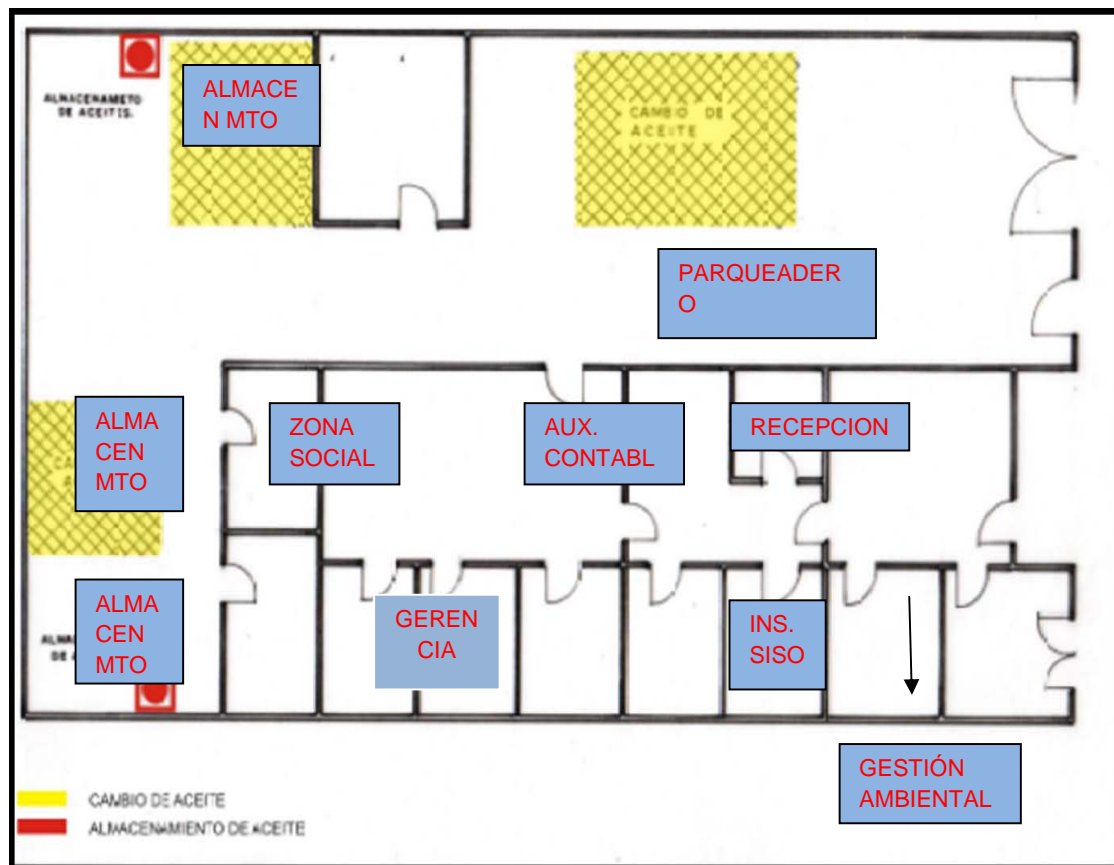 ALMACENAMETO
DE ACEITIS.
ALMACE
N MTO
CAMBIO DE
ACEITE
PARQUEADER
O
ALMA
CEN
MTO
ZONA
SOCIAL
AUX.
CONTABL
RECEPCION
ALMA
CEN
MTO
GEREN
CIA
INS.
SISO
GESTIÓN
AMBIENTAL
CAMBIO DE ACEITE
ALMACENAMIENTO DE ACEITE